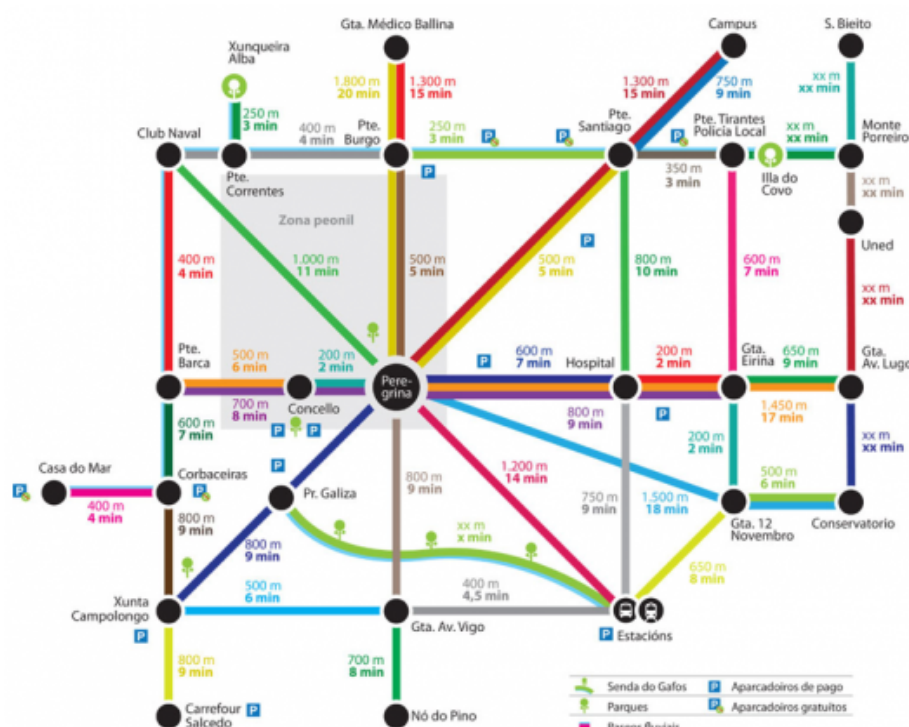 Gta. Médico Ballina
Campus
S. Bieito
Xunqueira
Alba
1.800 m
20 min
1.300 m
15 min
1.300 m
15 min
750 m
9 min
xx m
xx min
250 m
3 min
Club Naval
400 m
4 min
Pte.
Burgo
250 m
3 min
Pte.
Santiago
Pte. Tirantes
Policía Local
xx m
xx min
Monte
Porreiro
Pte.
Correntes
350 m
3 min
Illa do
Covo
xx m
xx min
Zona peonil
Uned
400 m
4 min
1.000 m
11 min
500 m
5 min
500 m
5 min
800 m
10 min
600 m
7 min
xx m
xx min
Pte.
Barca
500 m
6 min
200 m
2 min
600 m
7 min
Hospital
200 m
2 min
Gta.
Eiriña
650 m
9 min
Gta.
Av. Lugo
Pere-
grina
700 m
8 min
Concello
800 m
9 min
1.450 m
17 min
600 m
7 min
200 m
2 min
xx m
xx min
Casa do Mar
Corbaceiras
800 m
9 min
1.200 m
14 min
500 m
6 min
400 m
4 min
Pr. Galiza
750 m
9 min
1.500 m
18 min
Gta. 12
Novembro
Conservatorio
800 m
9 min
800 m
9 min
xx m
x min
650 m
8 min
500 m
6 min
400 m
4,5 min
Xunta
Campolongo
Gta. Av. Vigo
Estacións
800 m
9 min
700 m
8 min
Carrefour
Salcedo
Nó do Pino
Senda do Gafos
Aparcadoiros de pago
Parques
Aparcadoiros gratuítos
Parques fluviais